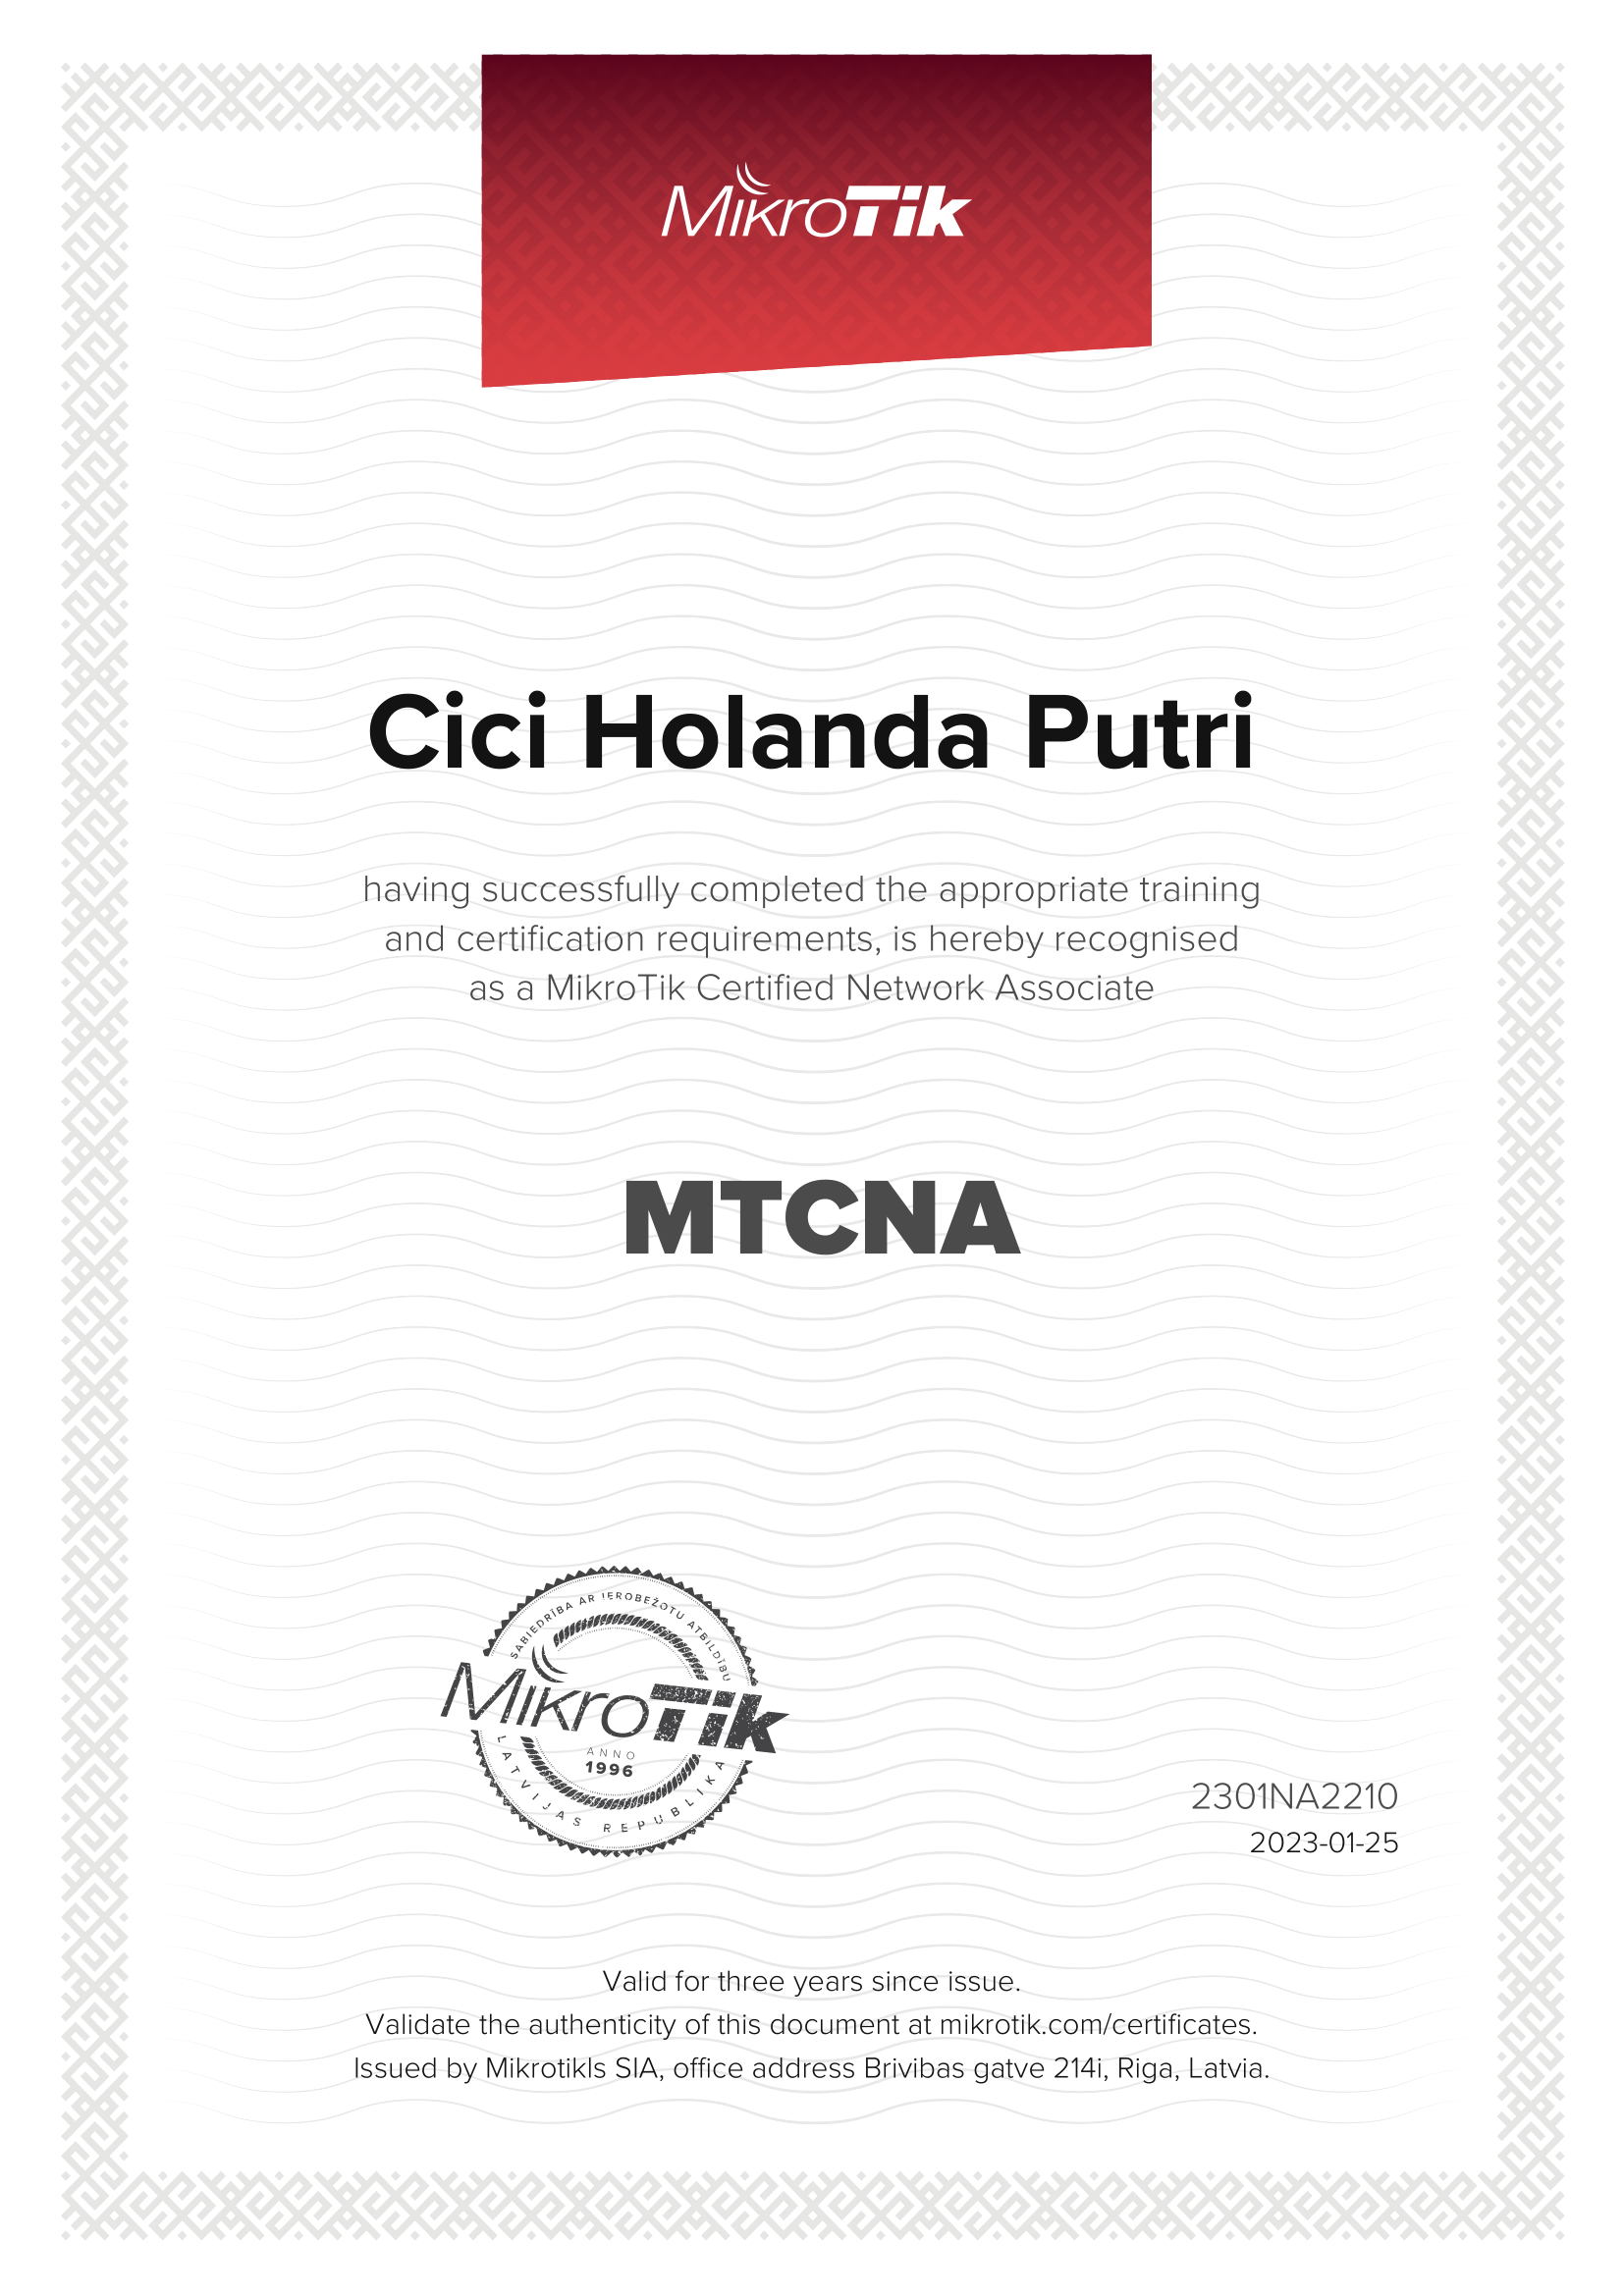 MikroTik
Cici Holanda Putri
having successfully completed the appropriate training
and certification requirements, is hereby recognised
as a MikroTik Certified Network Associate
MTCNA
SABIEDRĪBA AR IEROBEŽOTU ATBILDĪBU
MikroTik
ANNO
1996
LATVIJAS REPUBLIKA
2301NA2210
2023-01-25
Valid for three years since issue.
Validate the authenticity of this document at mikrotik.com/certificates.
Issued by Mikrotikls SIA, office address Brivibas gatve 214i, Riga, Latvia.